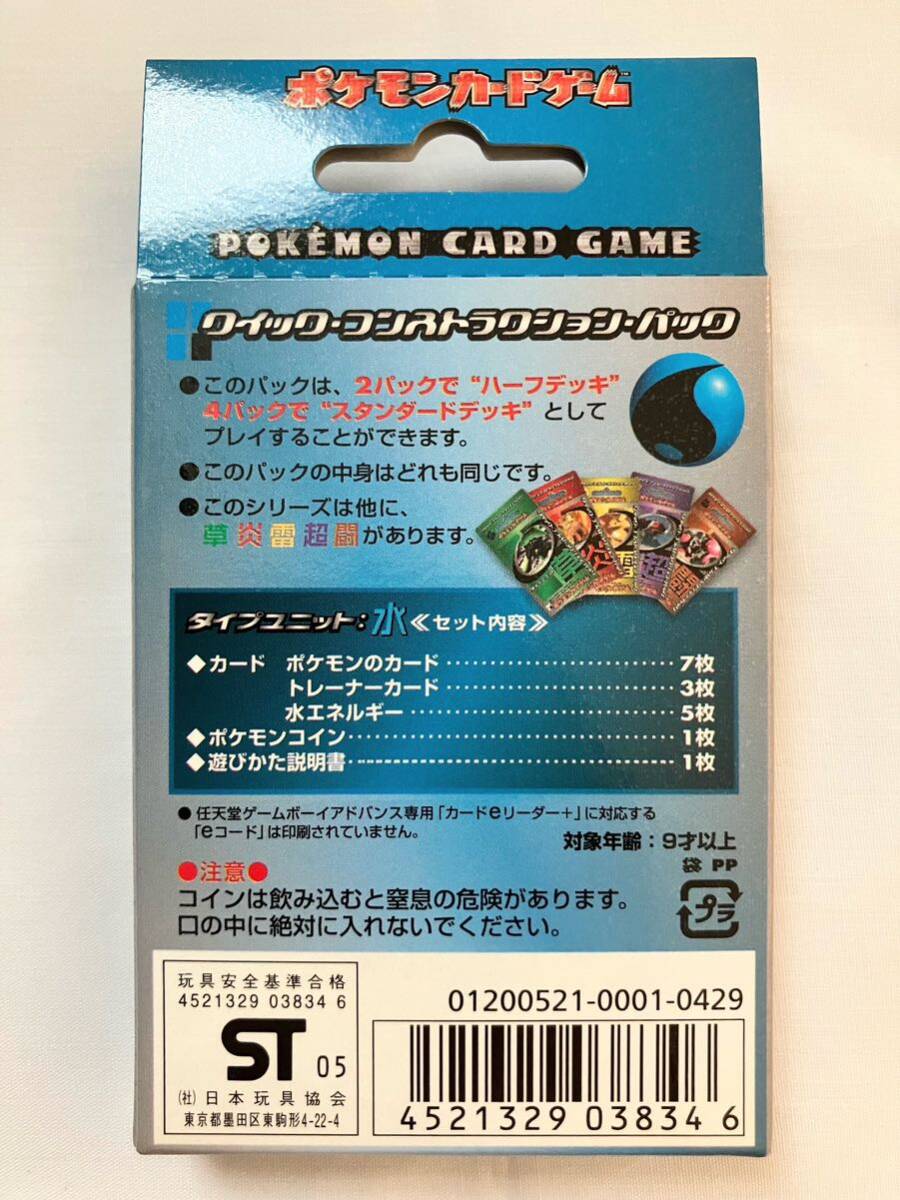 ポケモンカードゲーム™
POKÉMON CARD GAME
クイック・コンストラクション・パック
●このパックは、2パックで“ハーフデッキ”
4パックで“スタンダードデッキ”として
プレイすることができます。
●このパックの中身はどれも同じです。
●このシリーズは他に、
草炎雷超闘があります。
タイプユニット:水≪セット内容≫
◆カード ポケモンのカード 7枚
トレーナーカード 3枚
水エネルギー 5枚
◆ポケモンコイン 1枚
◆遊びかた説明書 1枚
●任天堂ゲームボーイアドバンス専用「カードeリーダー+」に対応する
「eコード」は印刷されていません。
対象年齢:9才以上
袋 PP
プラ
●注意●
コインは飲み込むと窒息の危険があります。
口の中に絶対に入れないでください。
玩具安全基準合格
4521329 03834 6
ST 05
(社)日本玩具協会
東京都墨田区東駒形4-22-4
01200521-0001-0429
4521329 038346